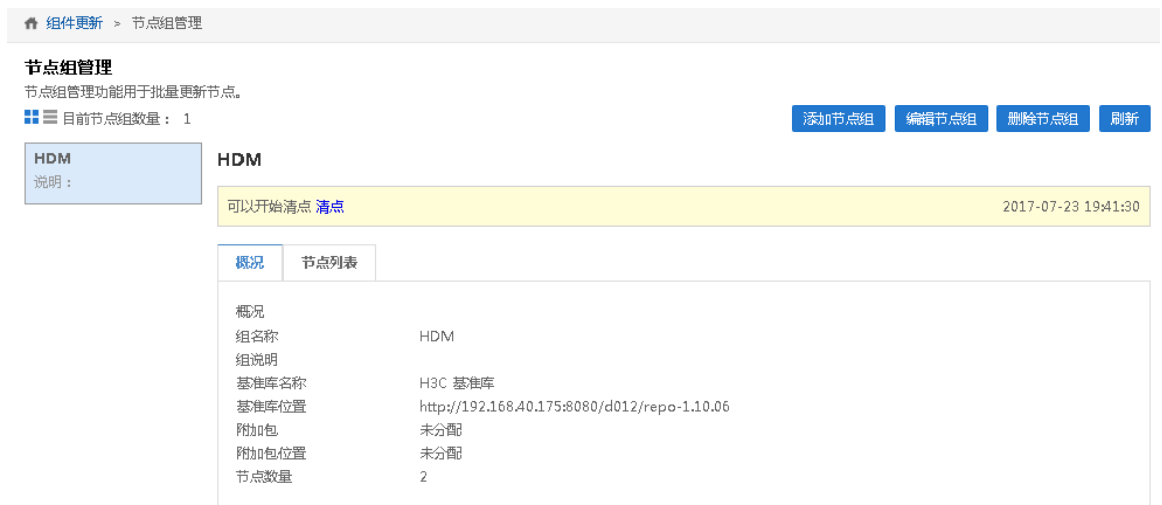 组件更新 > 节点组管理
节点组管理
节点组管理功能用于批量更新节点。
目前节点组数量： 1
添加节点组 编辑节点组 删除节点组 刷新
HDM
说明：
HDM
可以开始清点 清点 2017-07-23 19:41:30
概况 节点列表
概况
组名称 HDM
组说明
基准库名称 H3C 基准库
基准库位置 http://192.168.40.175:8080/d012/repo-1.10.06
附加包 未分配
附加包位置 未分配
节点数量 2